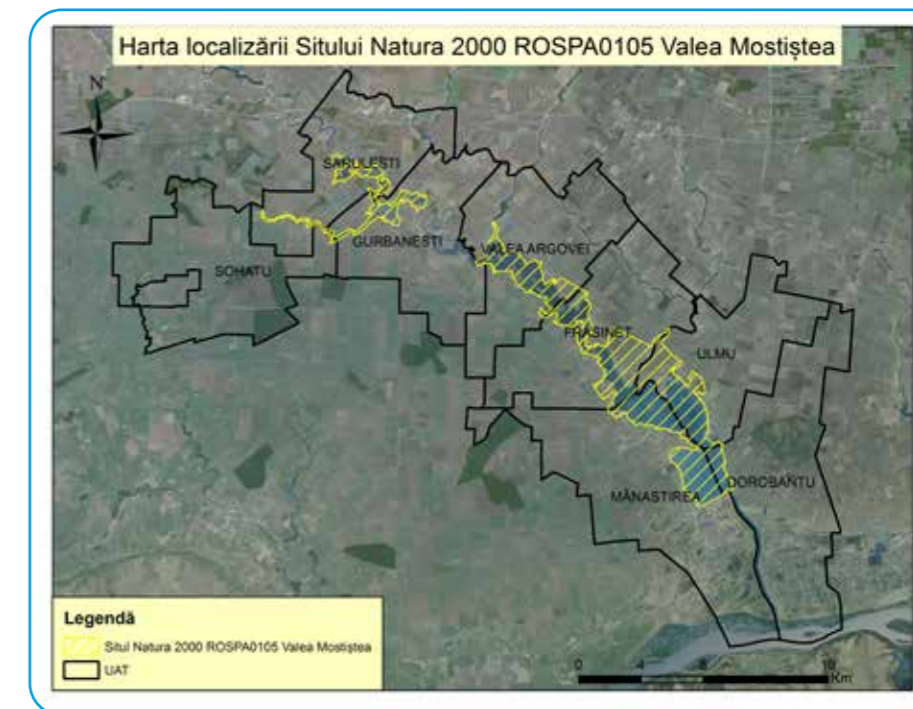 Harta localizării Sitului Natura 2000 ROSPA0105 Valea Mostiștea
N
SARULESTI
GURBANESTI
VALEA ARGOVEI
SOHATU
FRASINET
ULMU
DOROBANTU
MÂNASTIREA
Legendă
Situl Natura 2000 ROSPA0105 Valea Mostiștea
UAT
0 4 8 16
Km